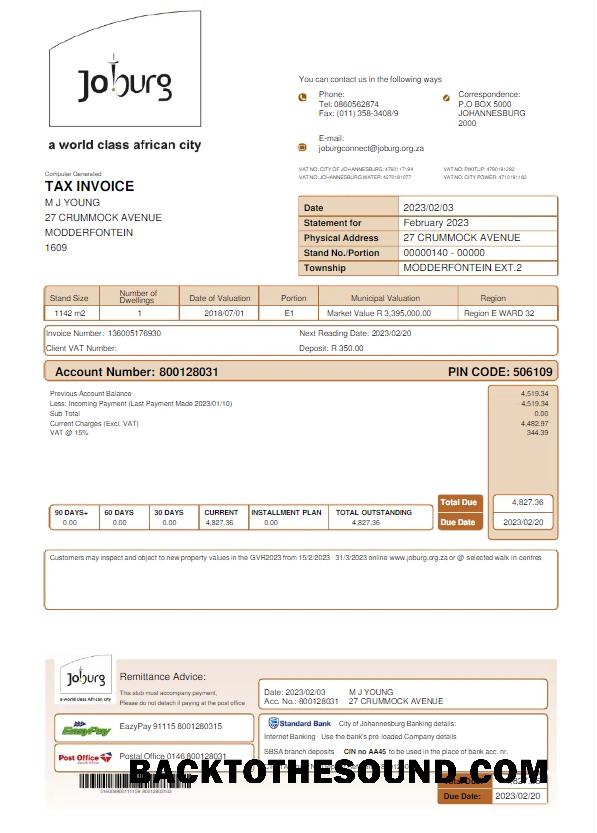 Joburg
a world class african city
You can contact us in the following ways
Phone:
Tel: 0860562874
Fax: (011) 358-3408/9
Correspondence:
P.O BOX 5000
JOHANNESBURG
2000
E-mail:
joburgconnect@joburg.org.za
VAT NO: CITY OF JOHANNESBURG: 4760117194
VAT NO: PIKITUP: 4790191292
VAT NO: JOHANNESBURG WATER: 4270191077
VAT NO: CITY POWER: 4710191182
Computer Generated
TAX INVOICE
M J YOUNG
27 CRUMMOCK AVENUE
MODDERFONTEIN
1609
Date 2023/02/03
Statement for February 2023
Physical Address 27 CRUMMOCK AVENUE
Stand No./Portion 00000140 - 00000
Township MODDERFONTEIN EXT.2
Stand Size Number of Dwellings Date of Valuation Portion Municipal Valuation Region
1142 m2 1 2018/07/01 E1 Market Value R 3,395,000.00 Region E WARD 32
Invoice Number: 136005176930 Next Reading Date: 2023/02/20
Client VAT Number: Deposit: R 350.00
Account Number: 800128031 PIN CODE: 506109
Previous Account Balance 4,519.34
Less: Incoming Payment (Last Payment Made 2023/01/10) 4,519.34
Sub Total 0.00
Current Charges (Excl. VAT) 4,482.97
VAT @ 15% 344.39
Total Due 4,827.36
90 DAYS+ 60 DAYS 30 DAYS CURRENT INSTALLMENT PLAN TOTAL OUTSTANDING
0.00 0.00 0.00 4,827.36 0.00 4,827.36
Due Date 2023/02/20
Customers may inspect and object to new property values in the GVR2023 from 15/2/2023- 31/3/2023 online www.joburg.org.za or @ selected walk in centres
Joburg
a world class African city
Remittance Advice:
This stub must accompany payment,
Please do not detach if paying at the post office
Date: 2023/02/03 M J YOUNG
Acc. No.: 800128031 27 CRUMMOCK AVENUE
EasyPay
EazyPay 91115 8001280315
Standard Bank City of Johannesburg Banking details:
Internet Banking - Use the bank's pre loaded Company details
Post Office
South Africa
Postal Office 0146 800128031
SBSA branch deposits CIN no AA45 to be used in the place of bank acc. nr.
BACKTOTHESOUND.COM
Due Date: 2023/02/20